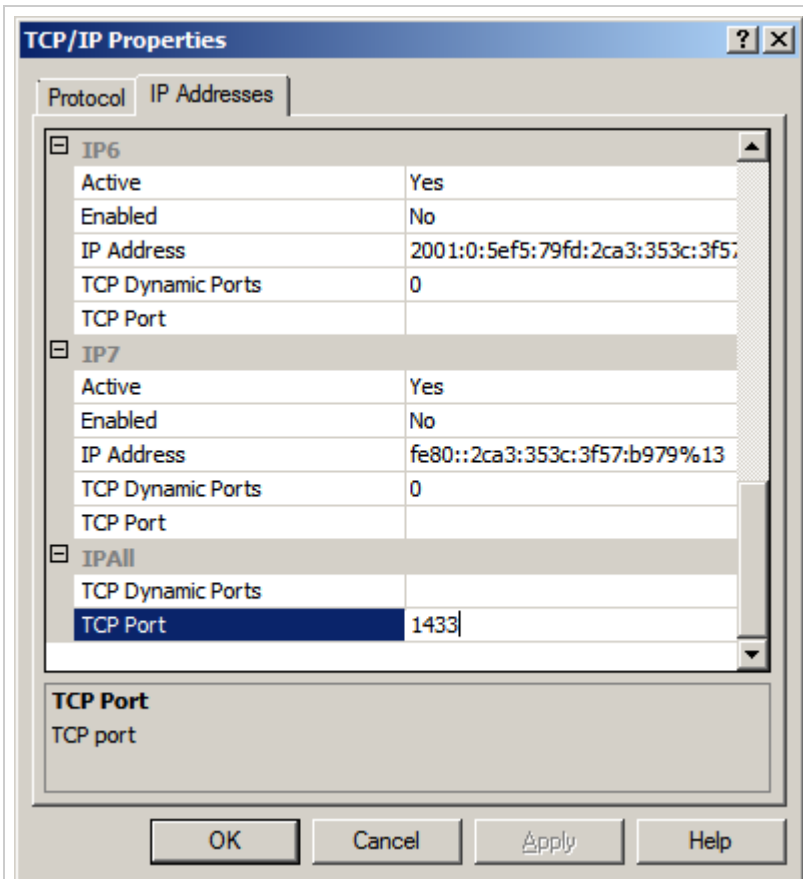 TCP/IP Properties
Protocol IP Addresses
IP6
Active Yes
Enabled No
IP Address 2001:0:5ef5:79fd:2ca3:353c:3f57
TCP Dynamic Ports 0
TCP Port
IP7
Active Yes
Enabled No
IP Address fe80::2ca3:353c:3f57:b979%13
TCP Dynamic Ports 0
TCP Port
IPAll
TCP Dynamic Ports
TCP Port 1433
TCP Port
TCP port
OK Cancel Apply Help